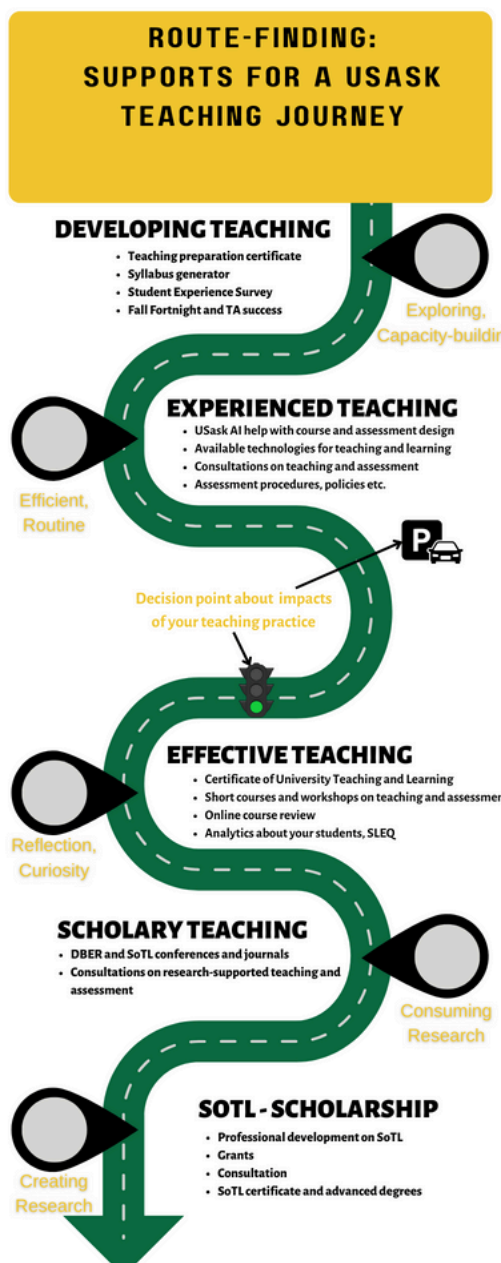 ROUTE-FINDING:
SUPPORTS FOR A USASK
TEACHING JOURNEY
DEVELOPING TEACHING
• Teaching preparation certificate
• Syllabus generator
• Student Experience Survey
• Fall Fortnight and TA success
Exploring,
Capacity-buildin
EXPERIENCED TEACHING
• USask AI help with course and assessment design
• Available technologies for teaching and learning
• Consultations on teaching and assessment
• Assessment procedures, policies etc.
Efficient,
Routine
P
Decision point about impacts
of your teaching practice
EFFECTIVE TEACHING
• Certificate of University Teaching and Learning
• Short courses and workshops on teaching and assessmen
• Online course review
• Analytics about your students, SLEQ
Reflection,
Curiosity
SCHOLARY TEACHING
• DBER and SoTL conferences and journals
• Consultations on research-supported teaching and
assessment
Consuming
Research
SOTL - SCHOLARSHIP
• Professional development on SoTL
• Grants
• Consultation
• SoTL certificate and advanced degrees
Creating
Research